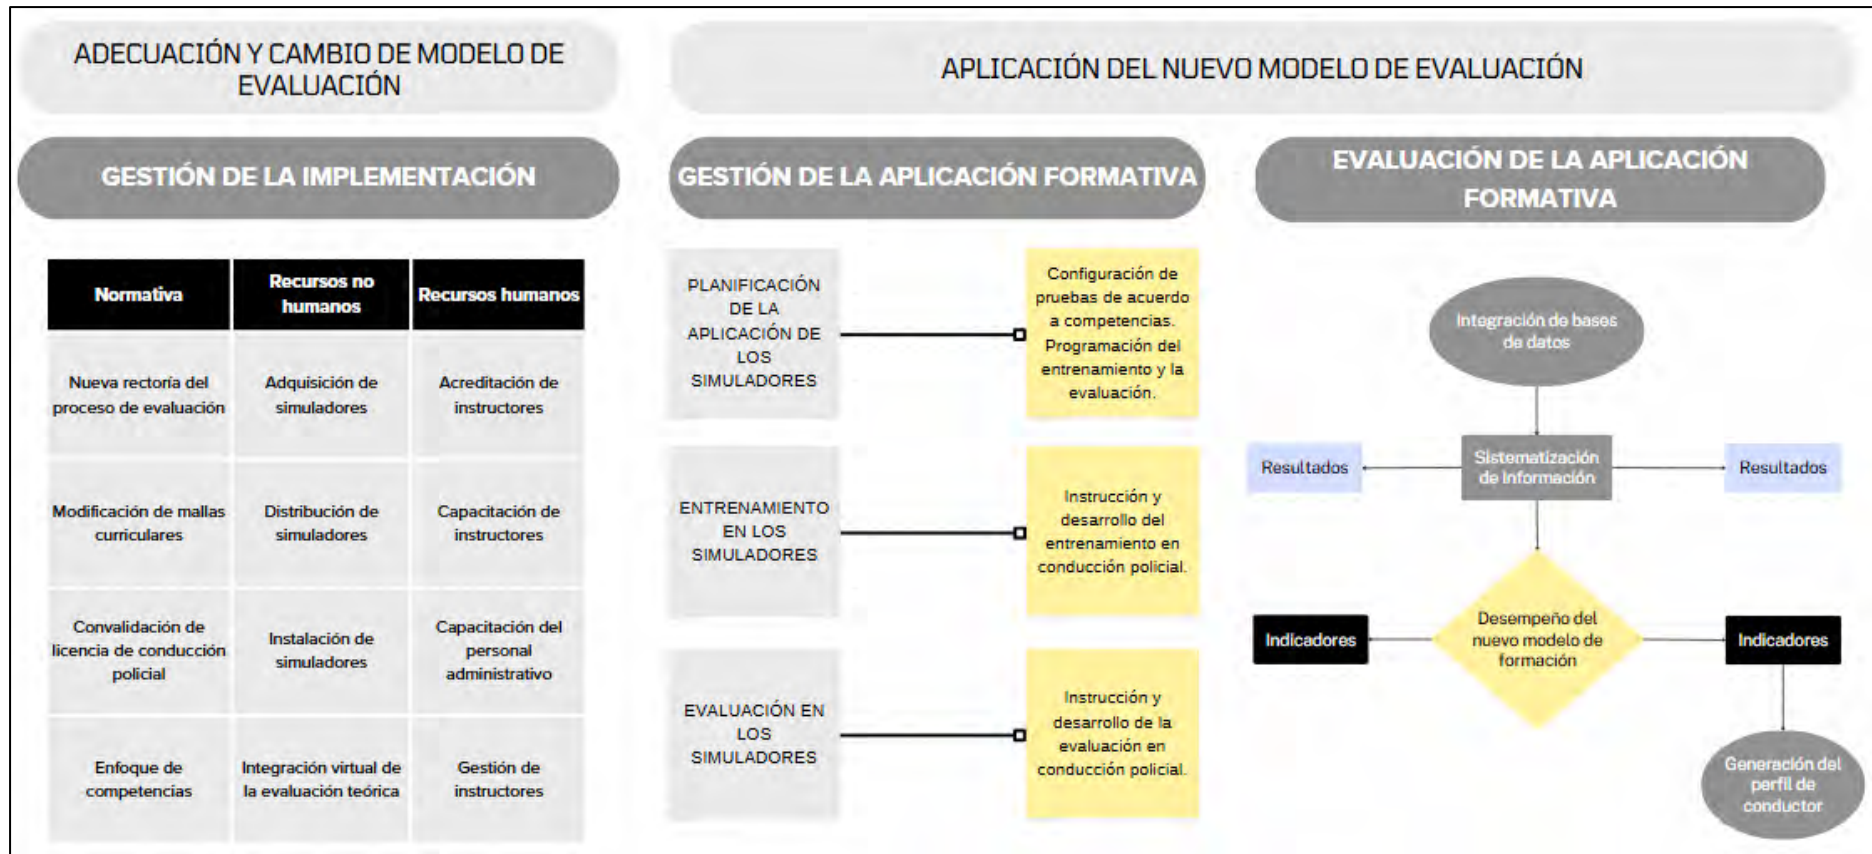 ADECUACIÓN Y CAMBIO DE MODELO DE
EVALUACIÓN
GESTIÓN DE LA IMPLEMENTACIÓN
Normativa
Recursos no
humanos
Recursos humanos
Nueva rectoría del
proceso de evaluación
Adquisición de
simuladores
Acreditación de
instructores
Modificación de mallas
curriculares
Distribución de
simuladores
Capacitación de
instructores
Convalidación de
licencia de conducción
policial
Instalación de
simuladores
Capacitación del
personal
administrativo
Enfoque de
competencias
Integración virtual de
la evaluación teórica
Gestión de
instructores
APLICACIÓN DEL NUEVO MODELO DE EVALUACIÓN
GESTIÓN DE LA APLICACIÓN FORMATIVA
PLANIFICACIÓN
DE LA
APLICACIÓN DE
LOS
SIMULADORES
Configuración de
pruebas de acuerdo
a competencias.
Programación del
entrenamiento y la
evaluación.
ENTRENAMIENTO
EN LOS
SIMULADORES
Instrucción y
desarrollo del
entrenamiento en
conducción policial.
EVALUACIÓN EN
LOS
SIMULADORES
Instrucción y
desarrollo de la
evaluación en
conducción policial.
EVALUACIÓN DE LA APLICACIÓN
FORMATIVA
Integración de bases
de datos
Resultados
Sistematización
de Información
Resultados
Indicadores
Desempeño del
nuevo modelo de
formación
Indicadores
Generación del
perfil de
conductor